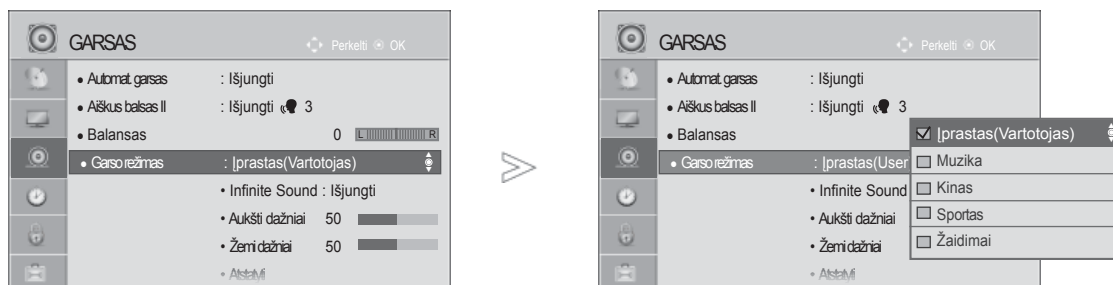 GARSAS
Perkelti OK
• Automat. garsas : Išjungti
• Aiškus balsas II : Išjungti 3
• Balansas 0 L R
• Garso režimas : Įprastas(Vartotojas)
• Infinite Sound : Išjungti
• Aukšti dažniai 50
• Žemi dažniai 50
• Atstatyti
GARSAS
Perkelti OK
• Automat. garsas : Išjungti
• Aiškus balsas II : Išjungti 3
• Balansas
• Garso režimas : Įprastas(User
• Infinite Sound
• Aukšti dažniai
• Žemi dažniai
• Atstatyti
Įprastas(Vartotojas)
Muzika
Kinas
Sportas
Žaidimai